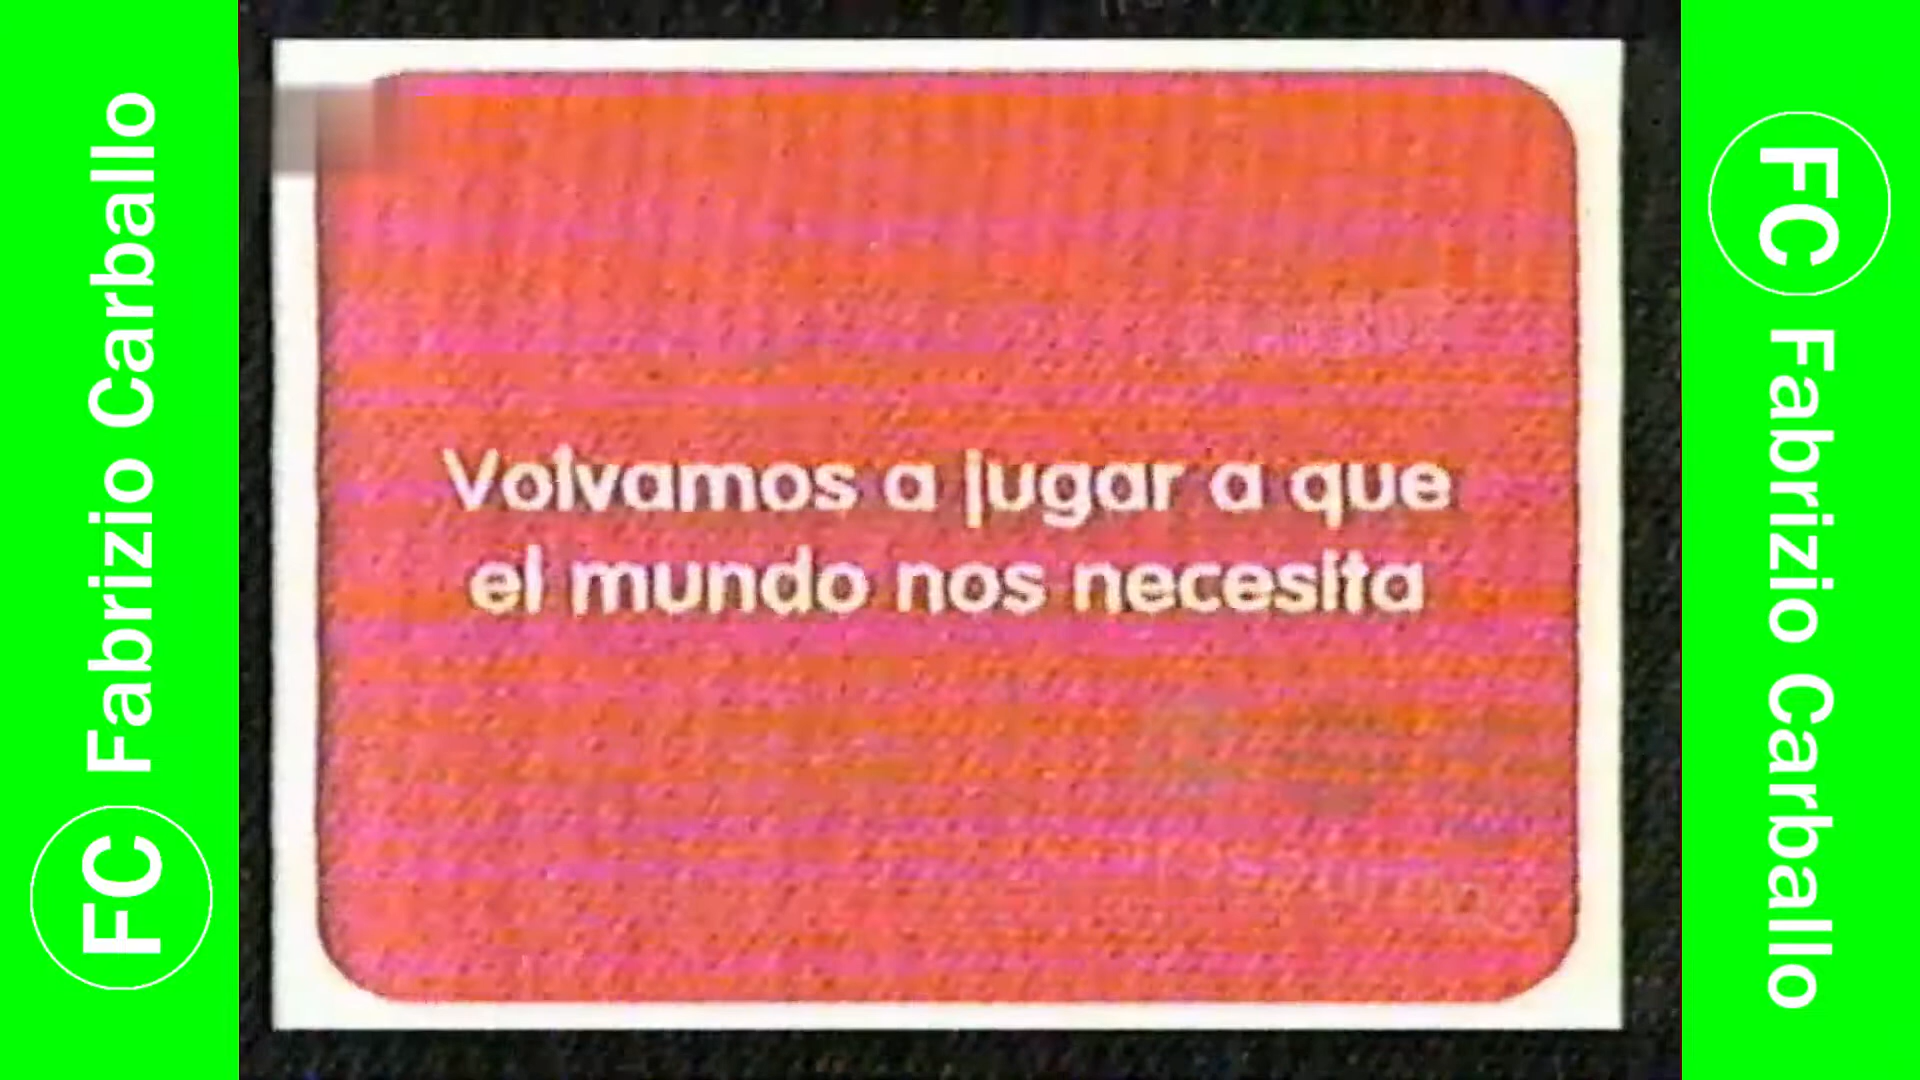 FC Fabrizio Carballo
Volvamos a jugar a que
el mundo nos necesita
FC Fabrizio Carballo